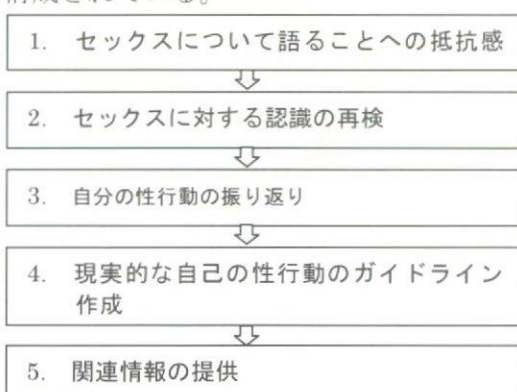 構成されている。
1. セックスについて語ることへの抵抗感
2. セックスに対する認識の再検
3. 自分の性行動の振り返り
4. 現実的な自己の性行動のガイドライン
作成
5. 関連情報の提供